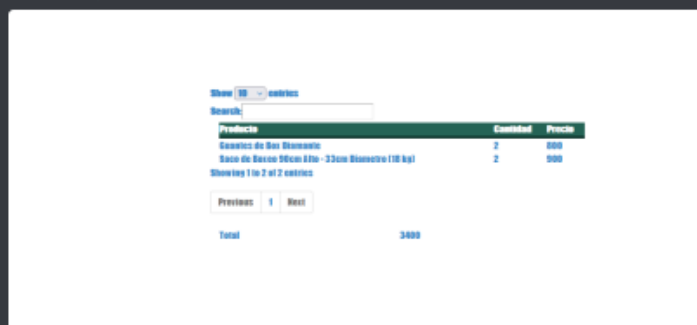 Show 10 entries
Search:
Producto Cantidad Precio
Guantes de Box Diamante 2 800
Saco de Boxeo 90cm Alto - 33cm Diametro (18 kg) 2 900
Showing 1 to 2 of 2 entries
Previous 1 Next
Total 3400